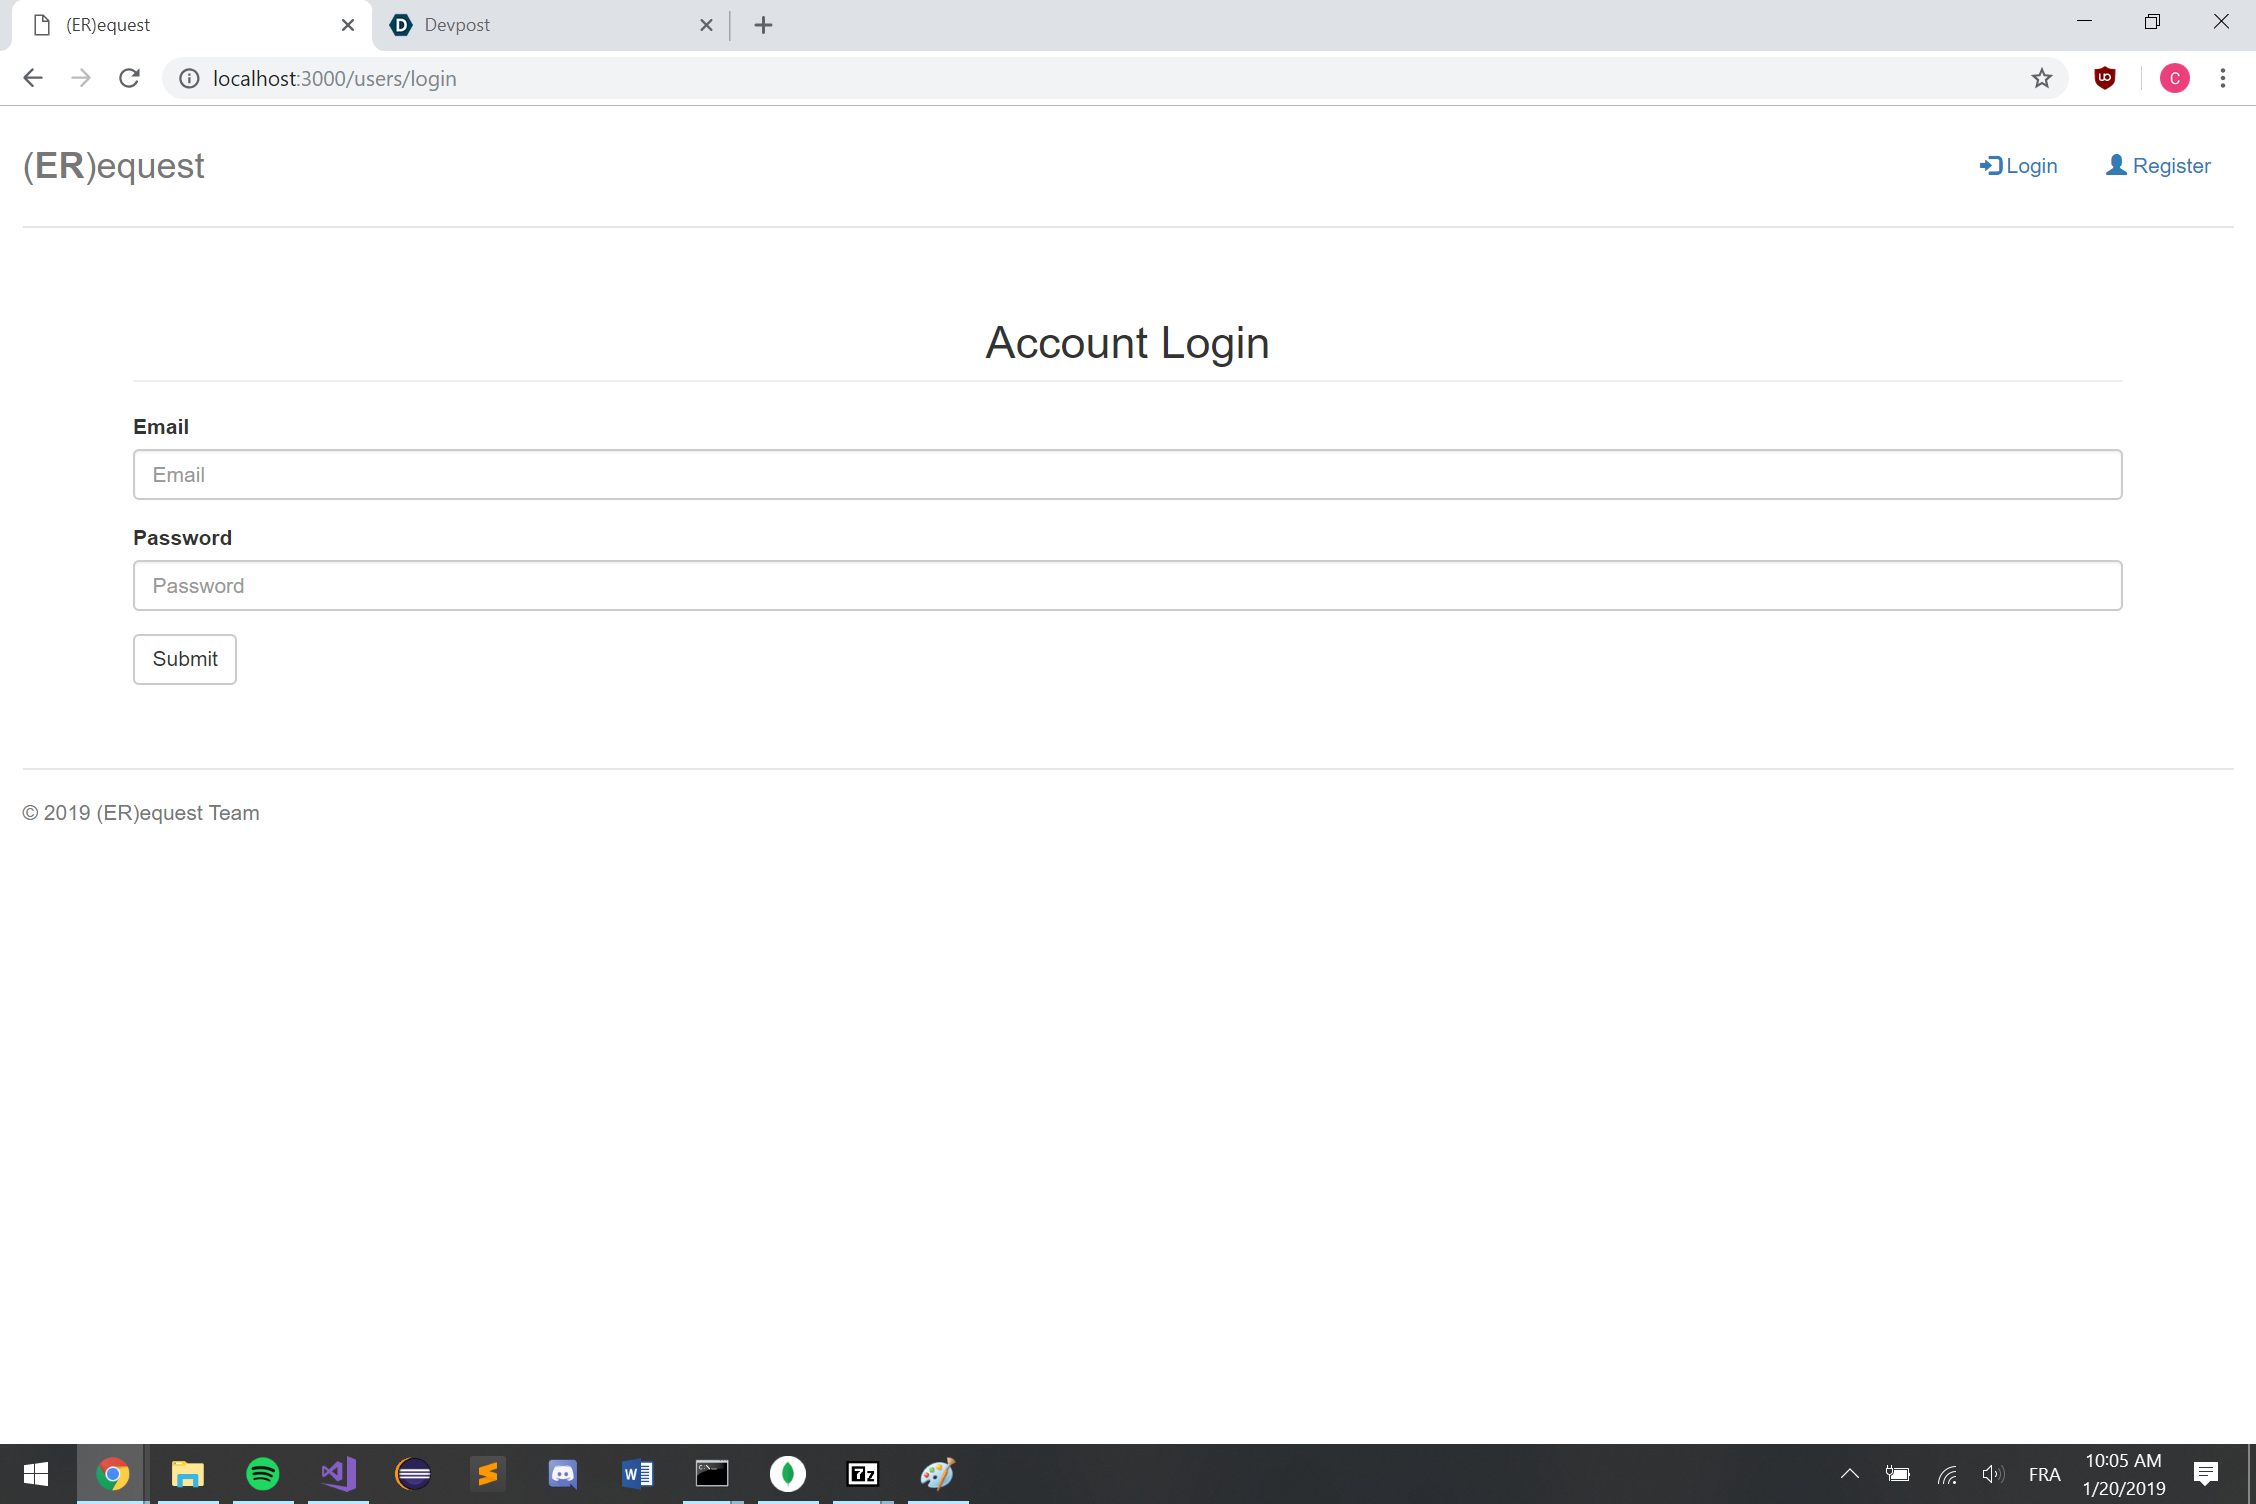 (ER)equest
Devpost
localhost:3000/users/login
C
(ER)equest
Login
Register
Account Login
Email
Email
Password
Password
Submit
© 2019 (ER)equest Team
FRA
10:05 AM
1/20/2019